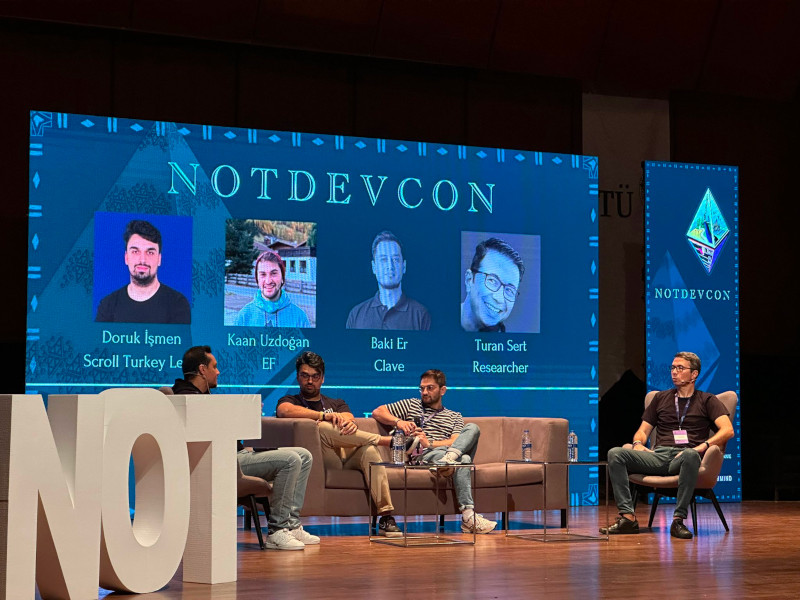 NOTDEVCON
Doruk İşmen
Scroll Turkey Le
Kaan Uzdoğan
EF
Baki Er
Clave
Turan Sert
Researcher
TÜ
NOTDEVCON
NOT